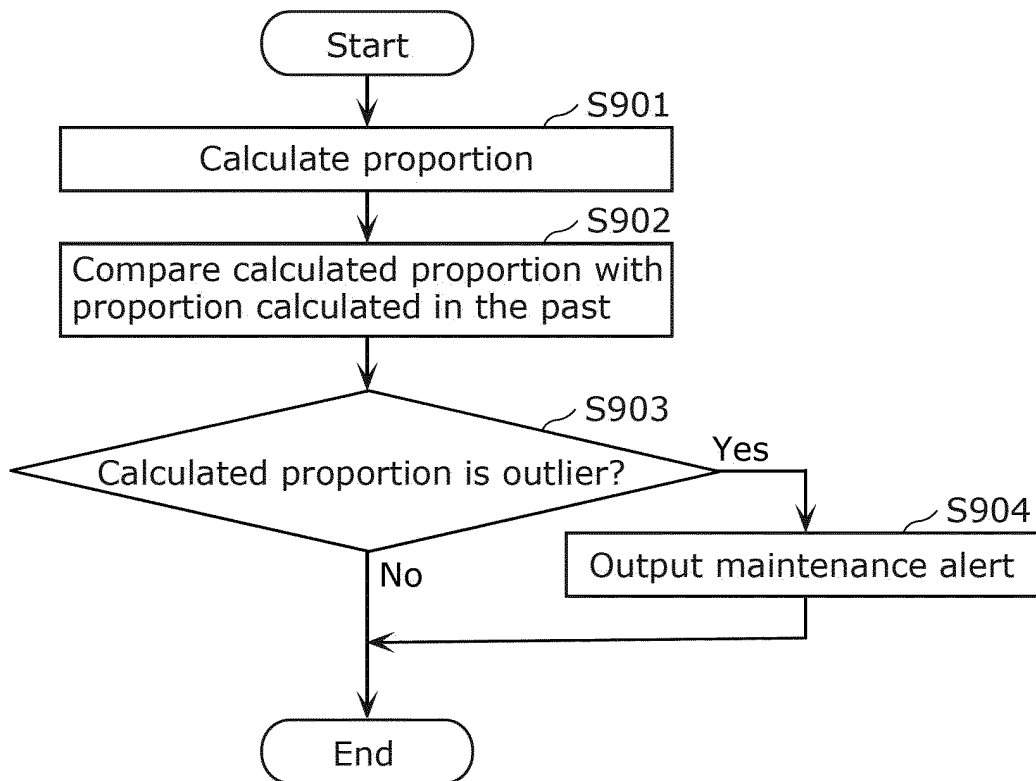 Start
S901
Calculate proportion
S902
Compare calculated proportion with
proportion calculated in the past
S903
Calculated proportion is outlier?
Yes
S904
Output maintenance alert
No
End